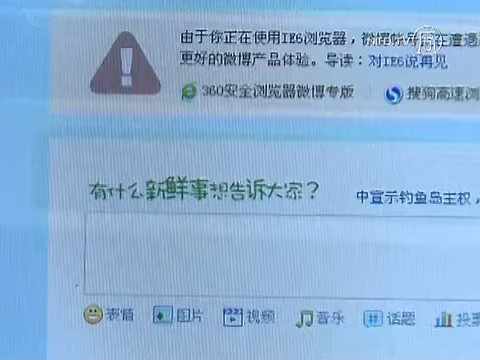 由于你正在使用IE6浏览器，微博
更好的微博产品体验。导读：对IE6说再见
360安全浏览器微博专版 搜狗高速浏
有什么新鲜事想告诉大家？ 中宣示钓鱼岛主权，
表情 图片 视频 音乐 话题 投票